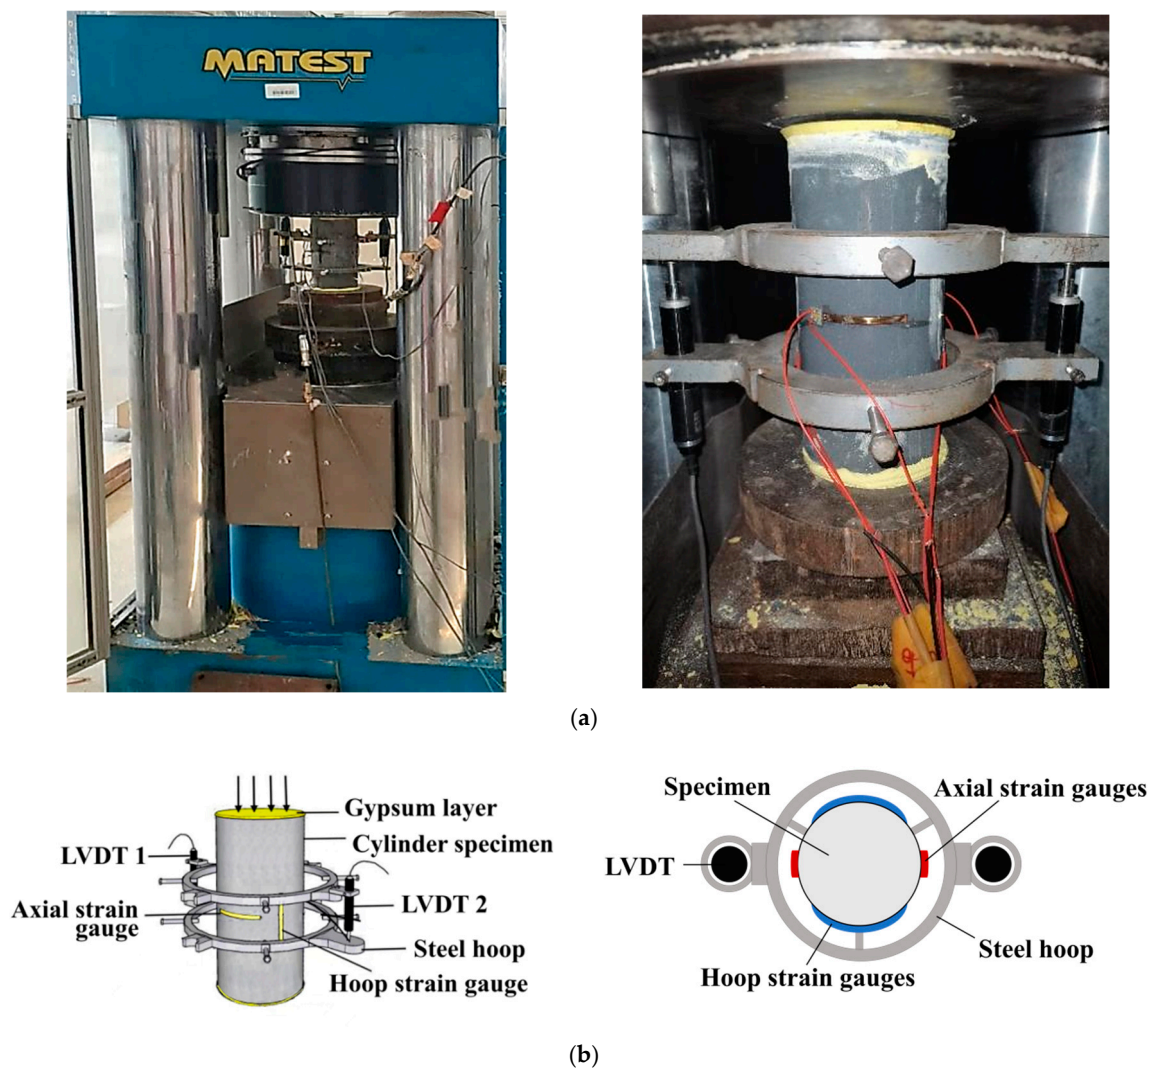 MATEST
(a)
Gypsum layer
Cylinder specimen
LVDT 1
LVDT 2
Axial strain
gauge
Steel hoop
Hoop strain gauge
Specimen
Axial strain gauges
LVDT
Steel hoop
Hoop strain gauges
(b)